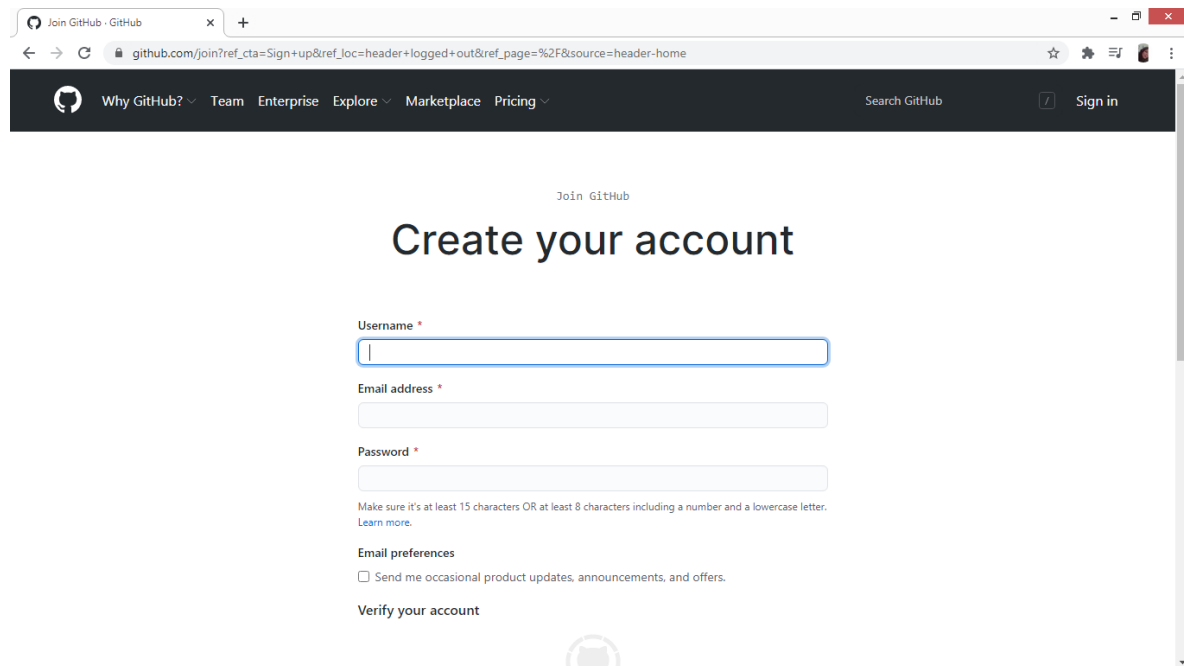 Join GitHub · GitHub
github.com/join?ref_cta=Sign+up&ref_loc=header+logged+out&ref_page=%2F&source=header-home
Why GitHub? Team Enterprise Explore Marketplace Pricing Search GitHub / Sign in
Join GitHub
Create your account
Username *
Email address *
Password *
Make sure it's at least 15 characters OR at least 8 characters including a number and a lowercase letter.
Learn more.
Email preferences
Send me occasional product updates, announcements, and offers.
Verify your account